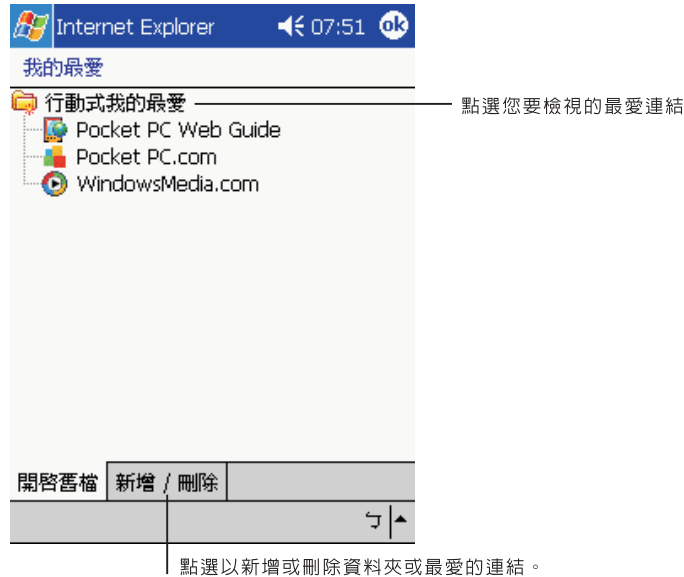 Internet Explorer 07:51 ok
我的最愛
行動式我的最愛
點選您要檢視的最愛連結
Pocket PC Web Guide
Pocket PC.com
WindowsMedia.com
開啓舊檔 新增 / 刪除
ㄅ
點選以新增或刪除資料夾或最愛的連結。